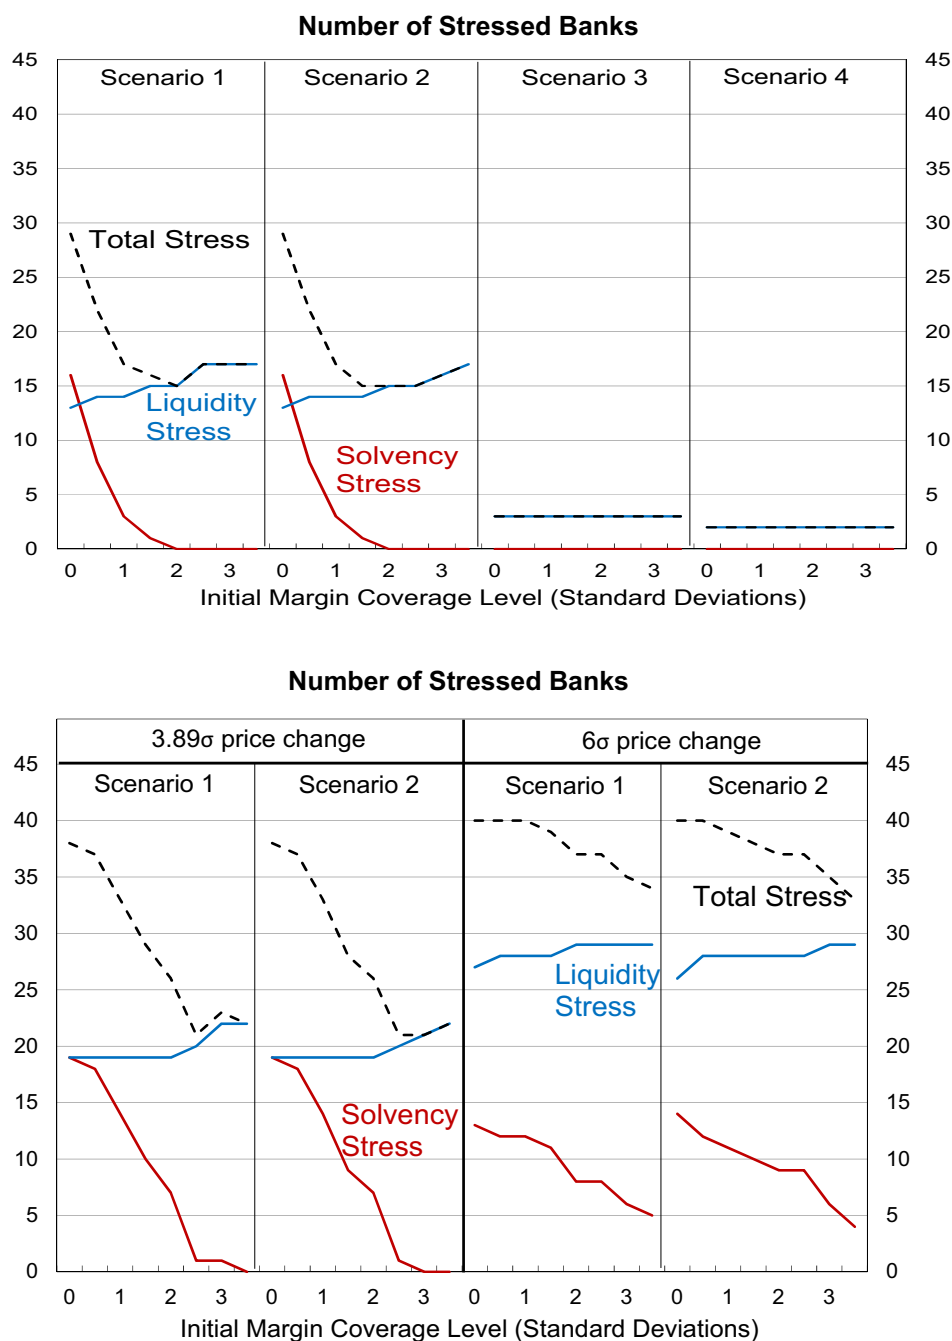 Number of Stressed Banks
45 45
Scenario 1 Scenario 2 Scenario 3 Scenario 4
40 40
35 35
30 30
Total Stress
25 25
20 20
15 15
Liquidity
Stress
10 10
Solvency
Stress
5 5
0 0
0 1 2 3 0 1 2 3 0 1 2 3 0 1 2 3
Initial Margin Coverage Level (Standard Deviations)
Number of Stressed Banks
3.89σ price change 6σ price change
45 45
Scenario 1 Scenario 2 Scenario 1 Scenario 2
40 40
35 35
Total Stress
30 30
Liquidity
Stress
25 25
20 20
15 15
Solvency
Stress
10 10
5 5
0 0
0 1 2 3 0 1 2 3 0 1 2 3 0 1 2 3
Initial Margin Coverage Level (Standard Deviations)